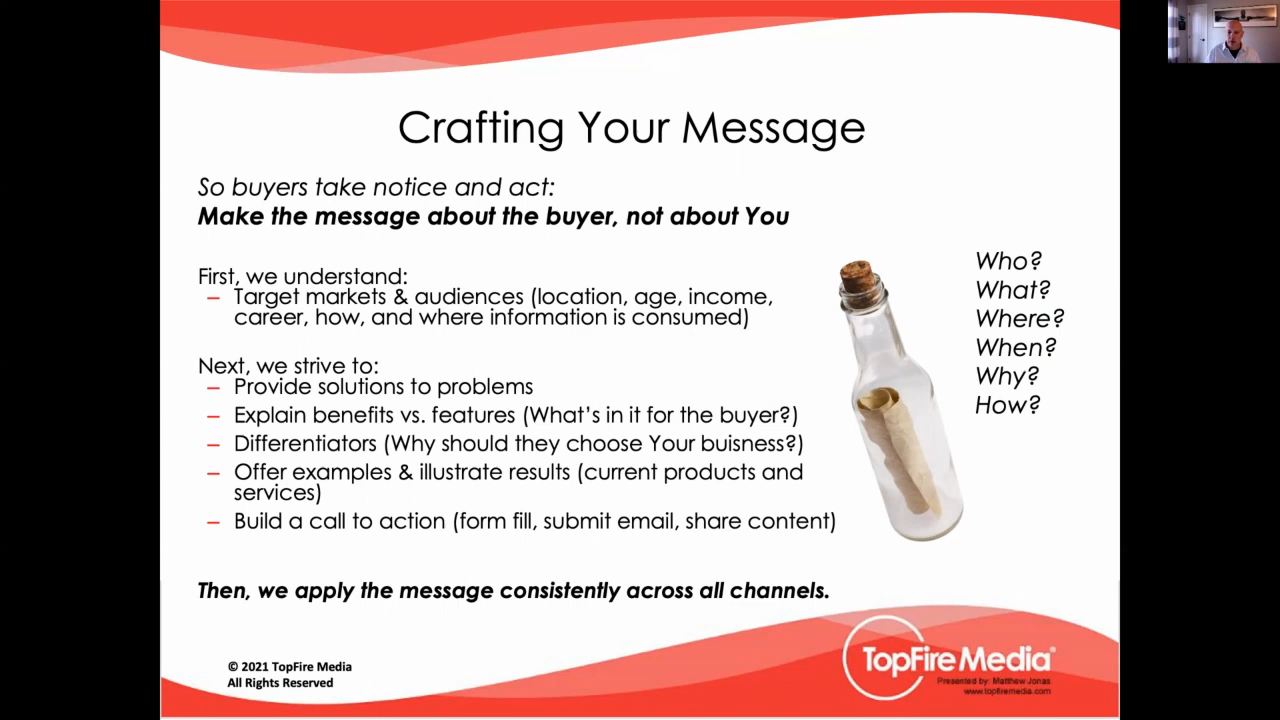 Crafting Your Message
So buyers take notice and act:
Make the message about the buyer, not about You
First, we understand:
– Target markets & audiences (location, age, income,
career, how, and where information is consumed)
Next, we strive to:
– Provide solutions to problems
– Explain benefits vs. features (What's in it for the buyer?)
– Differentiators (Why should they choose Your buisness?)
– Offer examples & illustrate results (current products and
services)
– Build a call to action (form fill, submit email, share content)
Then, we apply the message consistently across all channels.
Who?
What?
Where?
When?
Why?
How?
© 2021 TopFire Media
All Rights Reserved
TopFire Media®
Presented by: Matthew Jonas
www.topfiremedia.com